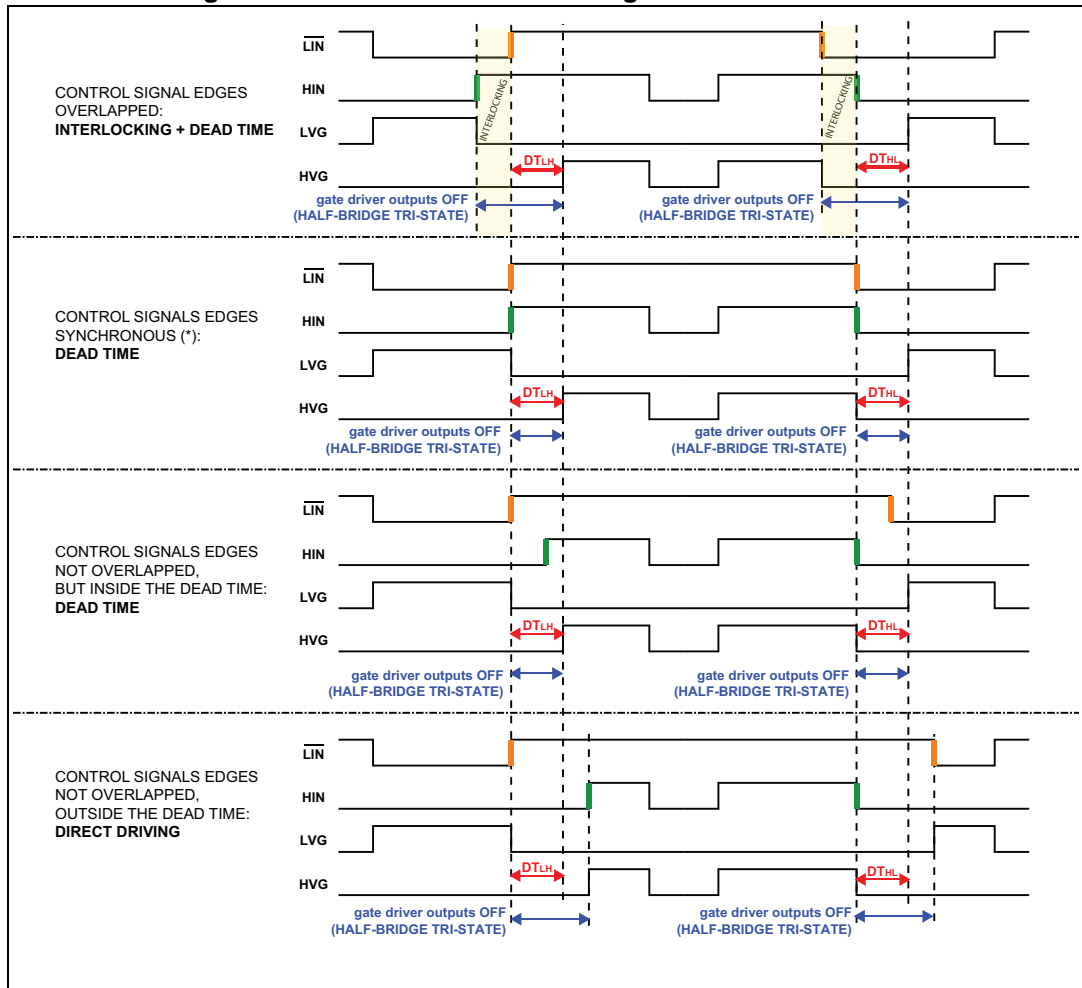 CONTROL SIGNAL EDGES
OVERLAPPED:
INTERLOCKING + DEAD TIME
LIN
HIN
LVG
HVG
INTERLOCKING
INTERLOCKING
DTLH
DTHL
gate driver outputs OFF
(HALF-BRIDGE TRI-STATE)
gate driver outputs OFF
(HALF-BRIDGE TRI-STATE)
CONTROL SIGNALS EDGES
SYNCHRONOUS (*):
DEAD TIME
LIN
HIN
LVG
HVG
DTLH
DTHL
gate driver outputs OFF
(HALF-BRIDGE TRI-STATE)
gate driver outputs OFF
(HALF-BRIDGE TRI-STATE)
CONTROL SIGNALS EDGES
NOT OVERLAPPED,
BUT INSIDE THE DEAD TIME:
DEAD TIME
LIN
HIN
LVG
HVG
DTLH
DTHL
gate driver outputs OFF
(HALF-BRIDGE TRI-STATE)
gate driver outputs OFF
(HALF-BRIDGE TRI-STATE)
CONTROL SIGNALS EDGES
NOT OVERLAPPED,
OUTSIDE THE DEAD TIME:
DIRECT DRIVING
LIN
HIN
LVG
HVG
DTLH
DTHL
gate driver outputs OFF
(HALF-BRIDGE TRI-STATE)
gate driver outputs OFF
(HALF-BRIDGE TRI-STATE)